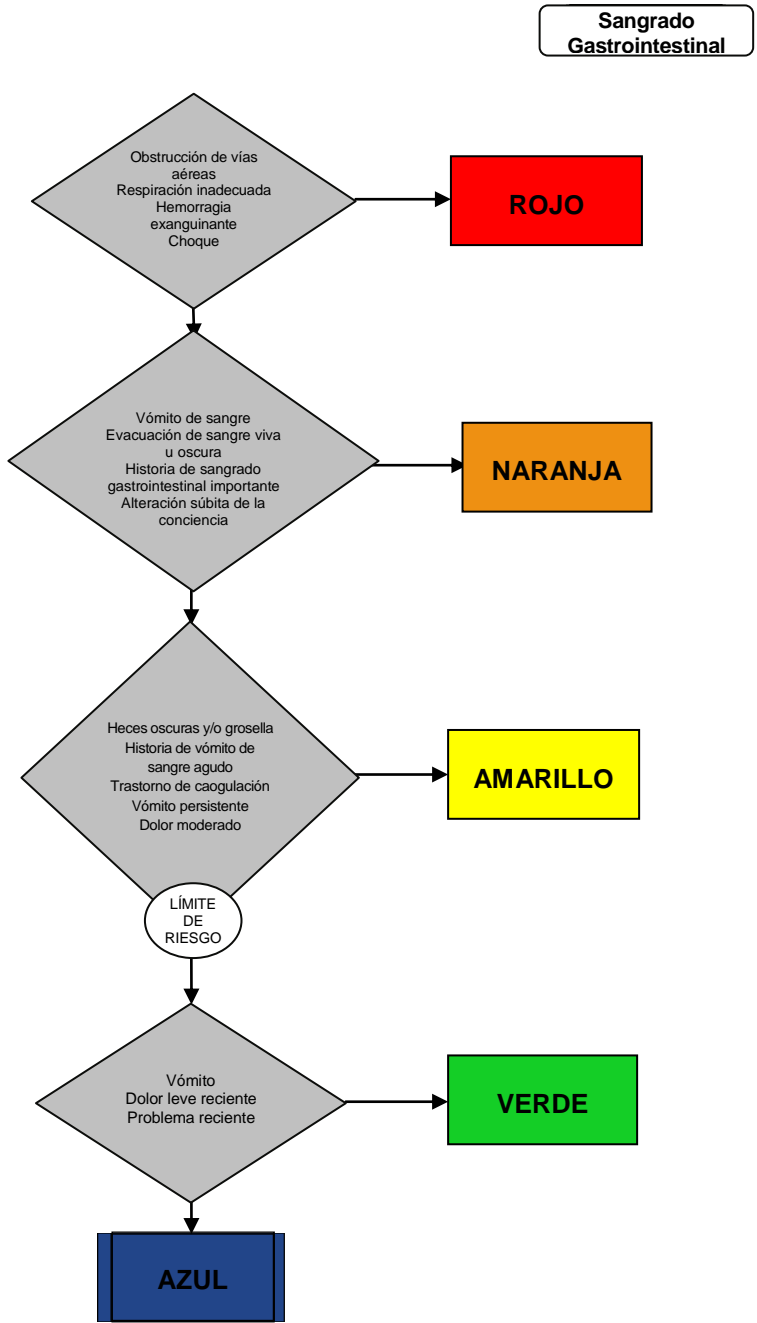 Sangrado
Gastrointestinal
Obstrucción de vías
aéreas
Respiración inadecuada
Hemorragia
exanguinante
Choque
ROJO
Vómito de sangre
Evacuación de sangre viva
u oscura
Historia de sangrado
gastrointestinal importante
Alteración súbita de la
conciencia
NARANJA
Heces oscuras y/o grosella
Historia de vómito de
sangre agudo
Trastorno de caogulación
Vómito persistente
Dolor moderado
AMARILLO
LÍMITE
DE
RIESGO
Vómito
Dolor leve reciente
Problema reciente
VERDE
AZUL